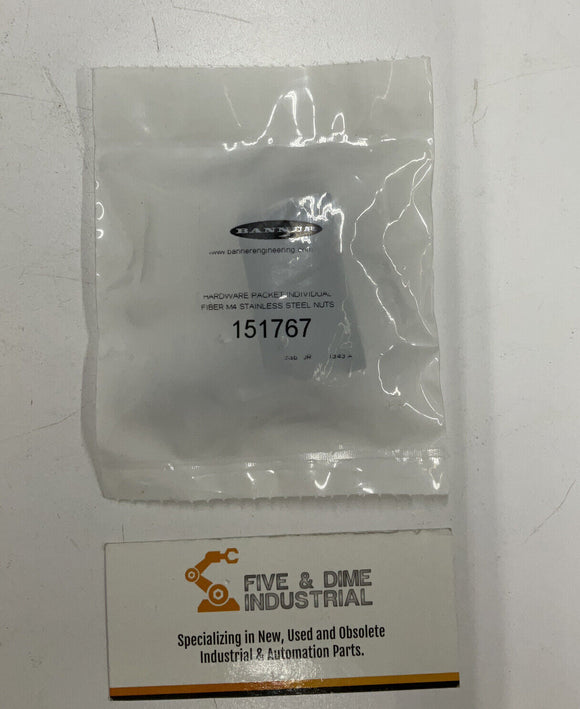 BANNER
www.bannerengineering.com
HARDWARE PACKET INDIVIDUAL
FIBER M4 STAINLESS STEEL NUTS
151767
FIVE & DIME
INDUSTRIAL
Specializing in New, Used and Obsolete
Industrial & Automation Parts.